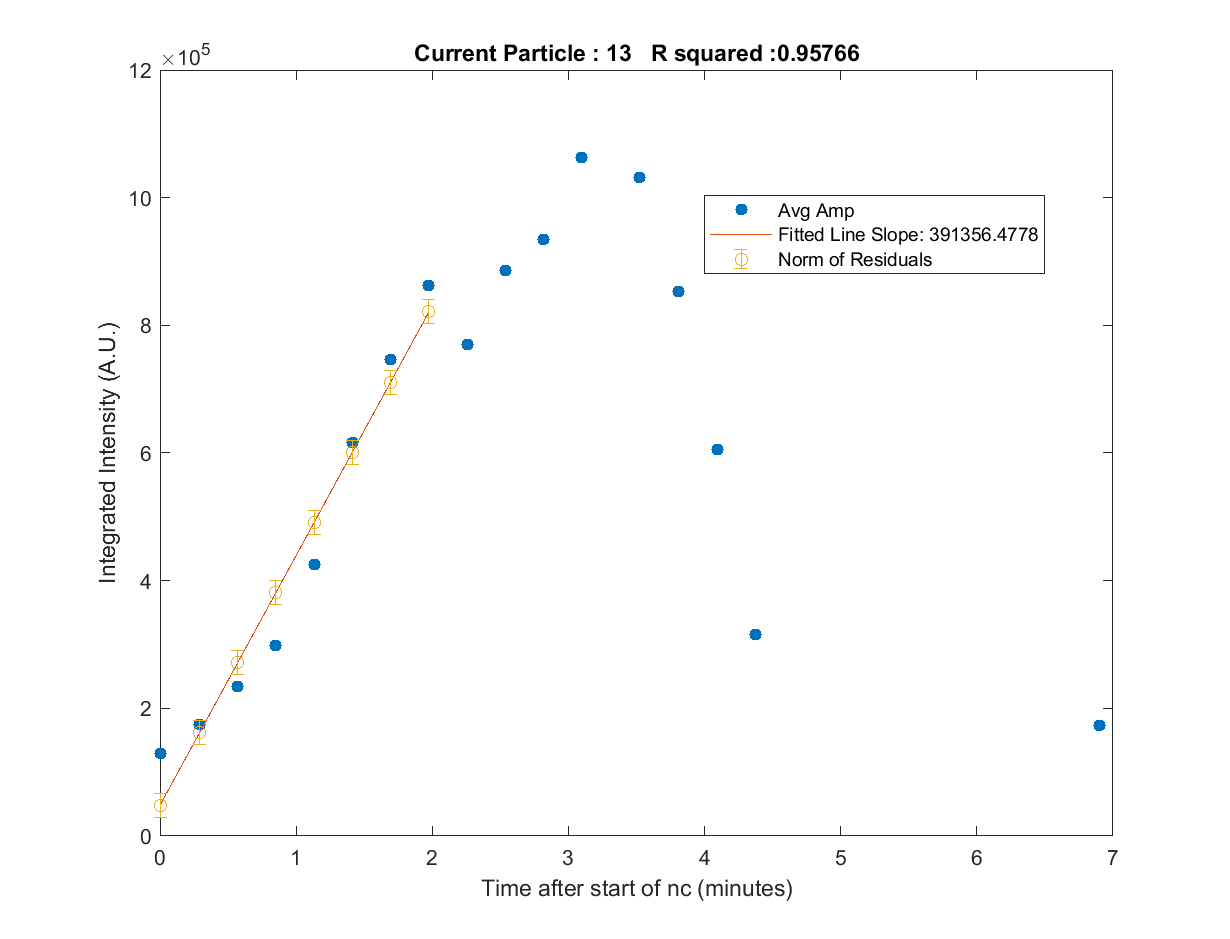 Current Particle : 13   R squared :0.95766
×10^5
12
10
8
6
4
2
0
Integrated Intensity (A.U.)
Avg Amp
Fitted Line Slope: 391356.4778
Norm of Residuals
0 1 2 3 4 5 6 7
Time after start of nc (minutes)